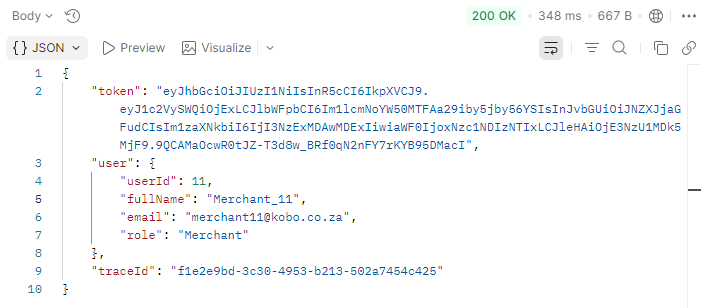 Body
200 OK • 348 ms • 667 B
{} JSON Preview Visualize
1 {
2 "token": "eyJhbGciOiJIUzI1NiIsInR5cCI6IkpXVCJ9.
eyJ1c2VySWQiOjExLCJlbWFpbCI6Im1lcmNoYW50MTFAa29iby5jby56YSIsInJvbGUiOiJNZXJjaG
FudCIsIm1zaXNkbiI6IjI3NzExMDAwMDExIiwiaWF0IjoxNzc1NDIzNTIxLCJleHAiOjE3NzU1MDk5
MjF9.9QCAMaOcwR0tJZ-T3d8w_BRf0qN2nFY7rKYB95DMacI",
3 "user": {
4 "userId": 11,
5 "fullName": "Merchant_11",
6 "email": "merchant11@kobo.co.za",
7 "role": "Merchant"
8 },
9 "traceId": "f1e2e9bd-3c30-4953-b213-502a7454c425"
10 }